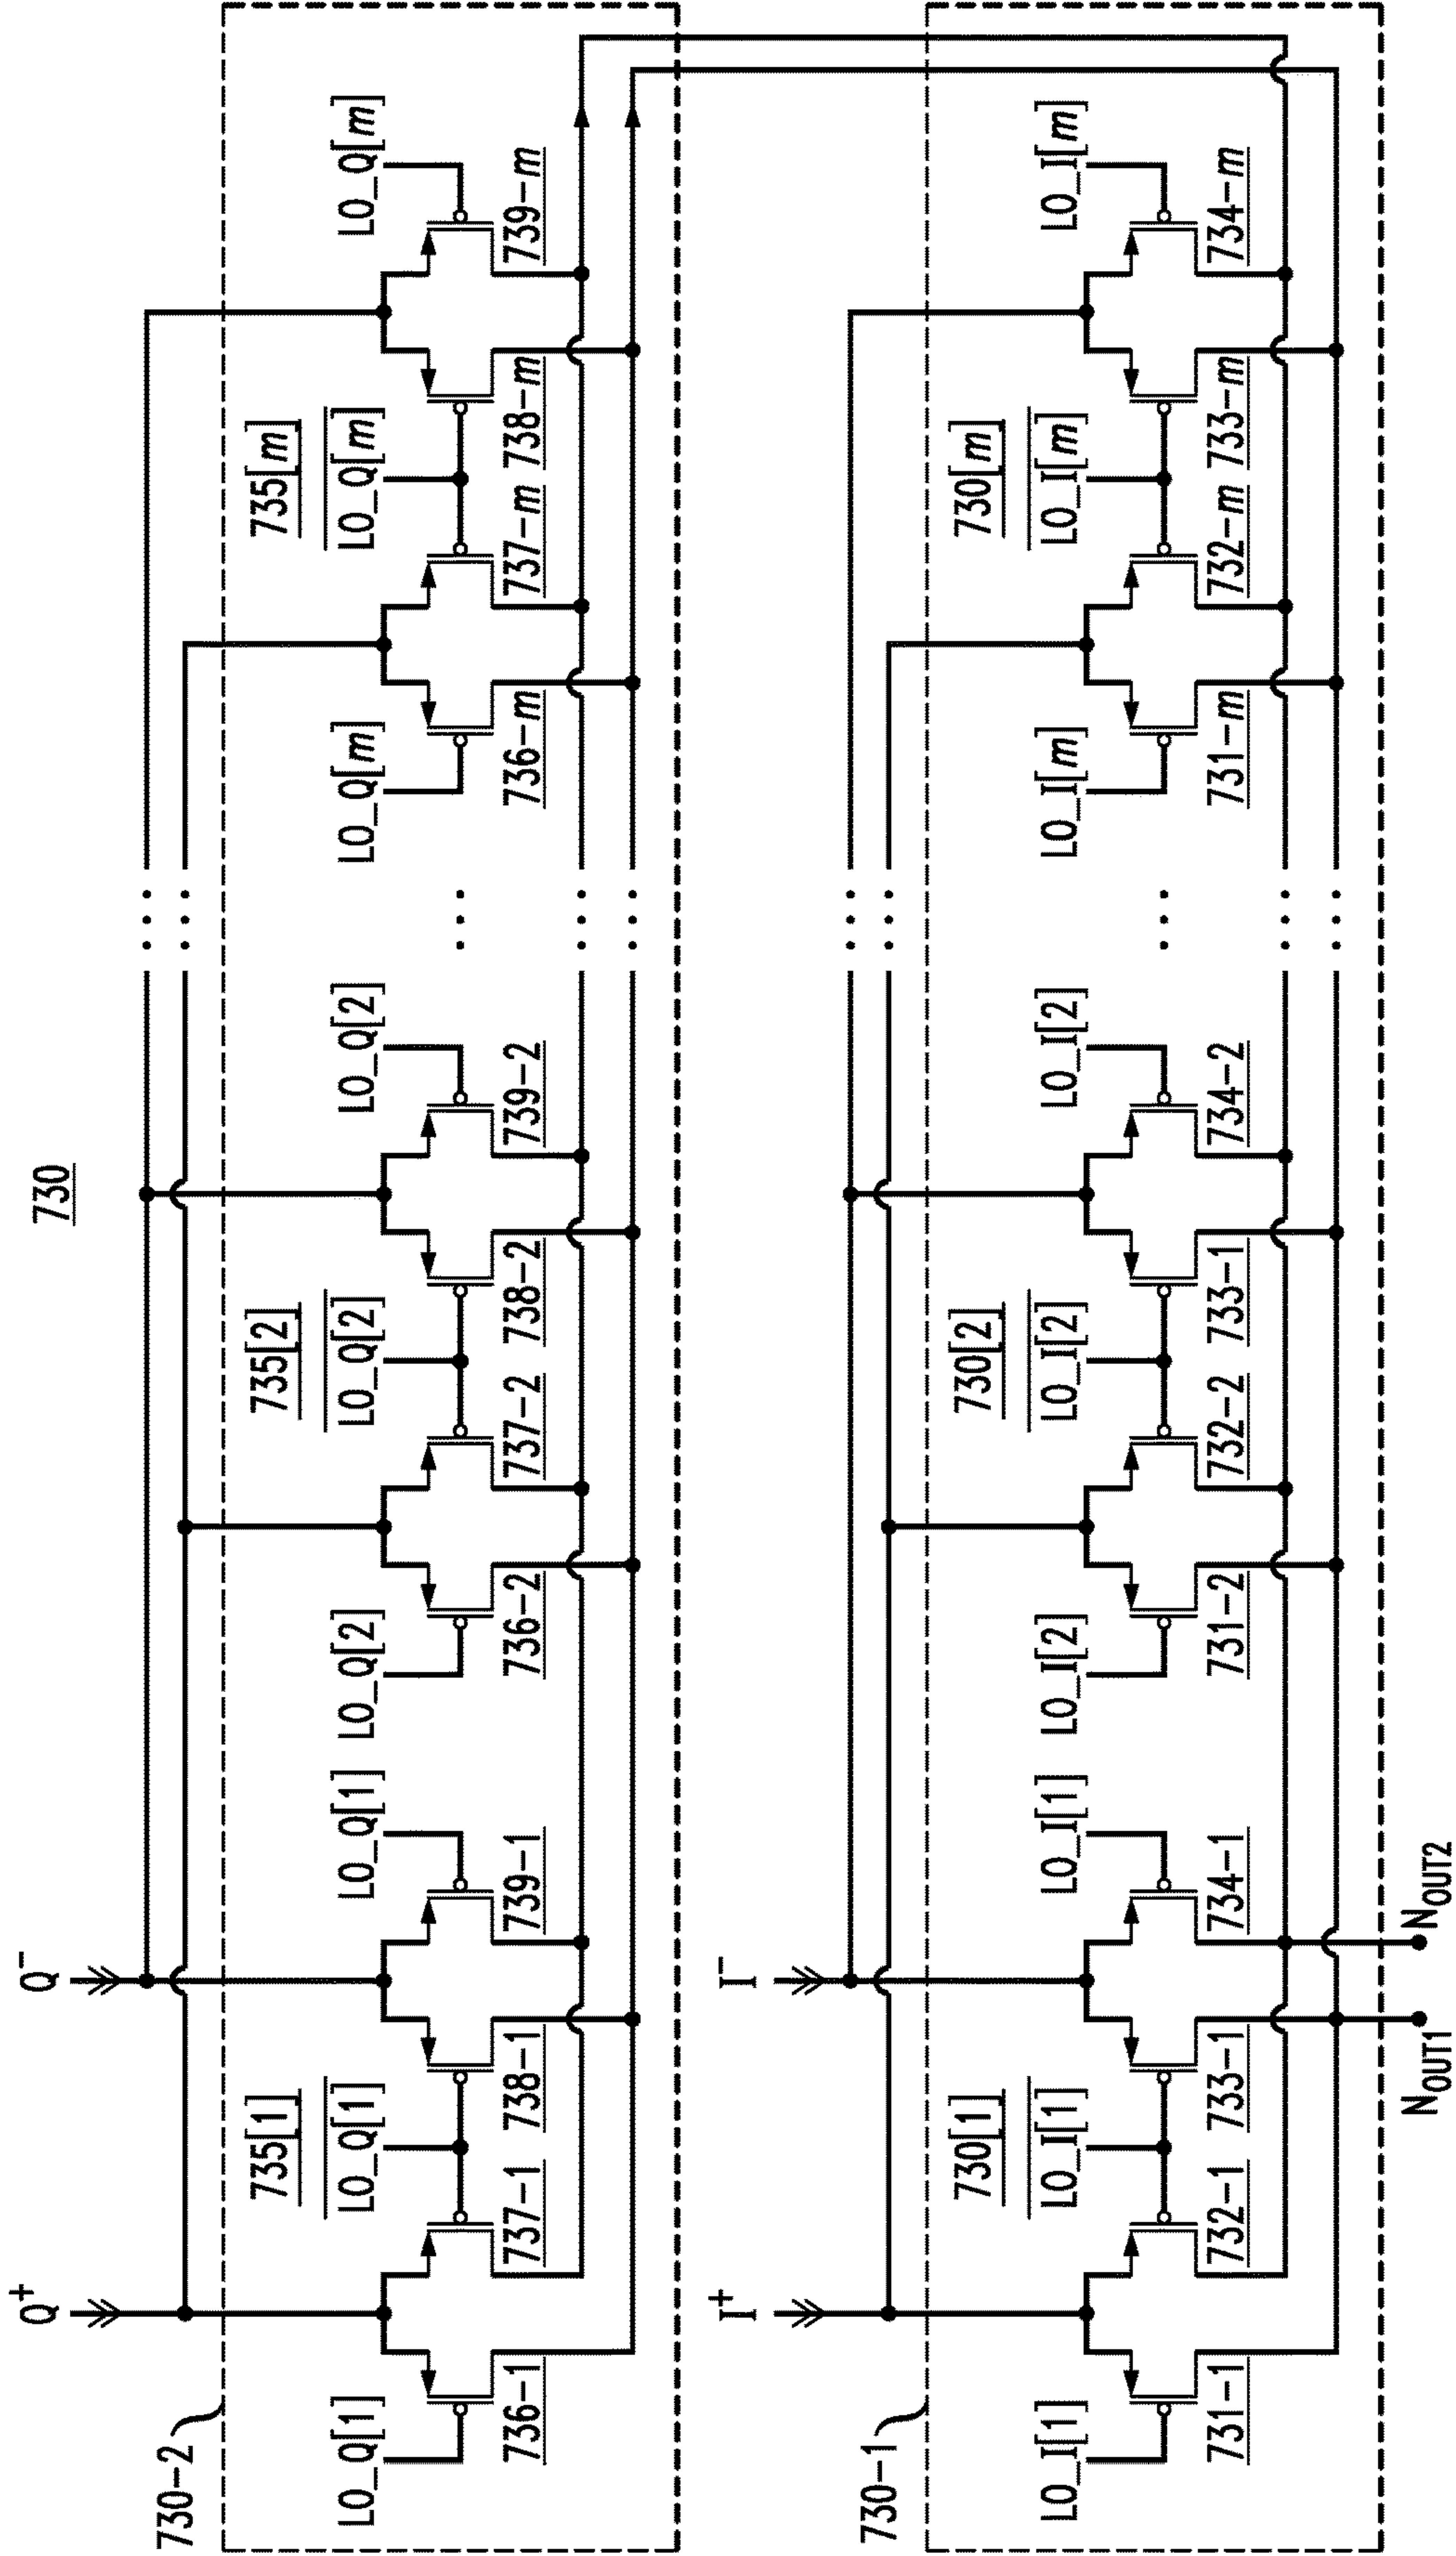 730
Q⁺ Q⁻
730-2
735[1] 735[2] 735[m]
LO_Q[1] LO_Q[1] LO_Q[1] LO_Q[2] LO_Q[2] LO_Q[2] LO_Q[m] LO_Q[m] LO_Q[m]
736-1 737-1 738-1 739-1 736-2 737-2 738-2 739-2 736-m 737-m 738-m 739-m
I⁺ I⁻
730-1
730[1] 730[2] 730[m]
LO_I[1] LO_I[1] LO_I[1] LO_I[2] LO_I[2] LO_I[2] LO_I[m] LO_I[m] LO_I[m]
731-1 732-1 733-1 734-1 731-2 732-2 733-1 734-2 731-m 732-m 733-m 734-m
NOUT1 NOUT2